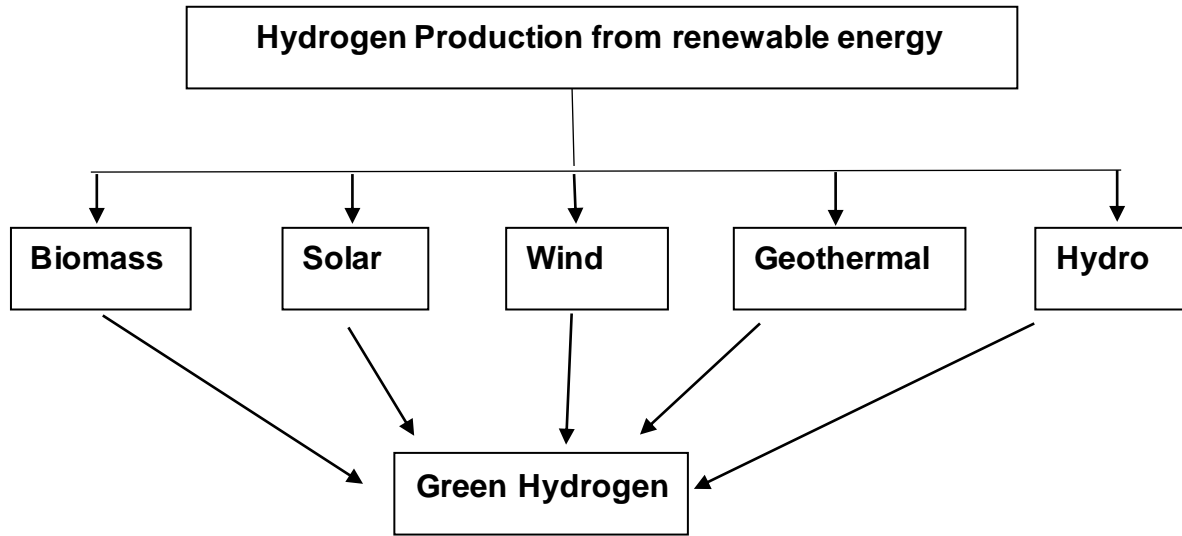 Hydrogen Production from renewable energy
Biomass
Solar
Wind
Geothermal
Hydro
Green Hydrogen